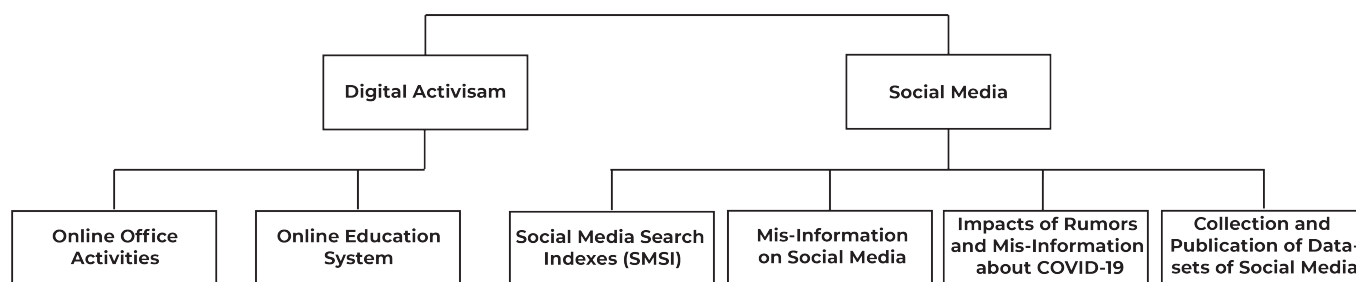 Digital Activisam
Social Media
Online Office
Activities
Online Education
System
Social Media Search
Indexes (SMSI)
Mis-Information
on Social Media
Impacts of Rumors
and Mis-Information
about COVID-19
Collection and
Publication of Data-
sets of Social Media